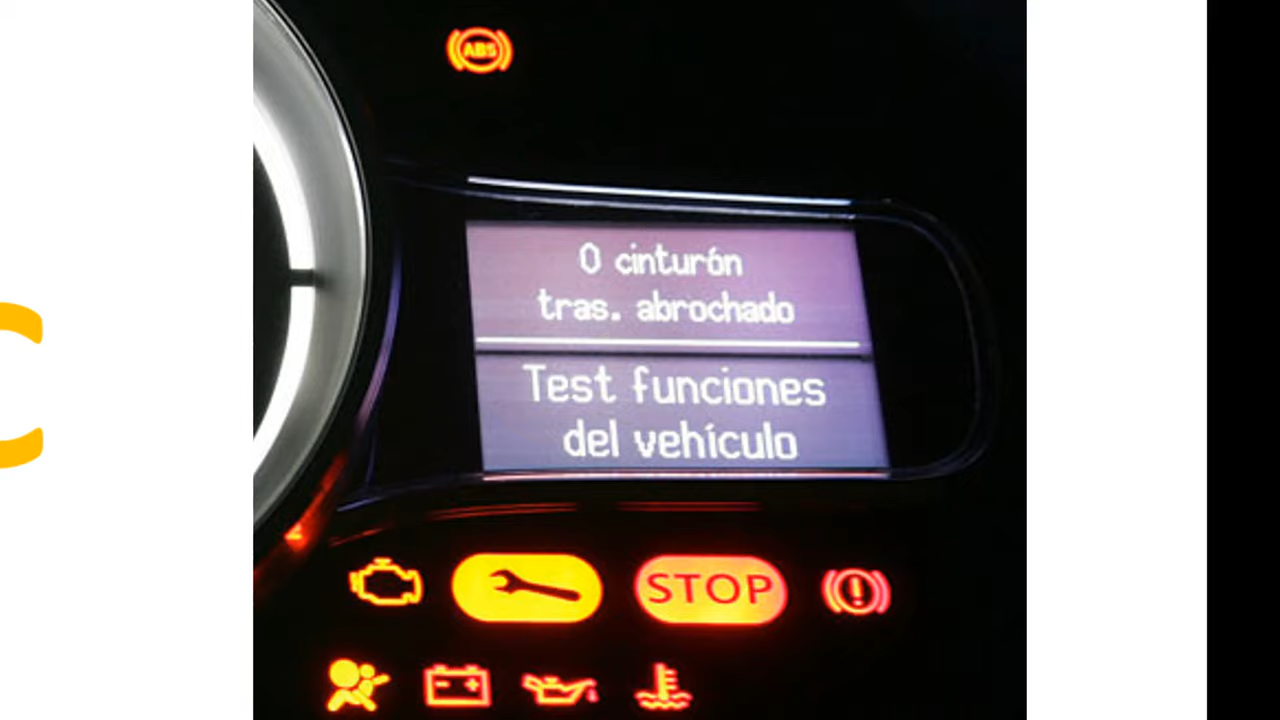 ABS
0 cinturón
tras. abrochado
Test funciones
del vehículo
STOP